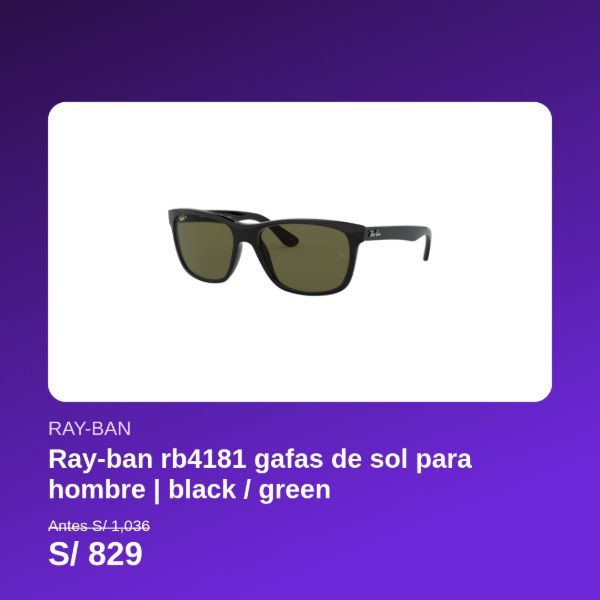 RAY-BAN
Ray-ban rb4181 gafas de sol para
hombre | black / green
Antes S/ 1,036
S/ 829